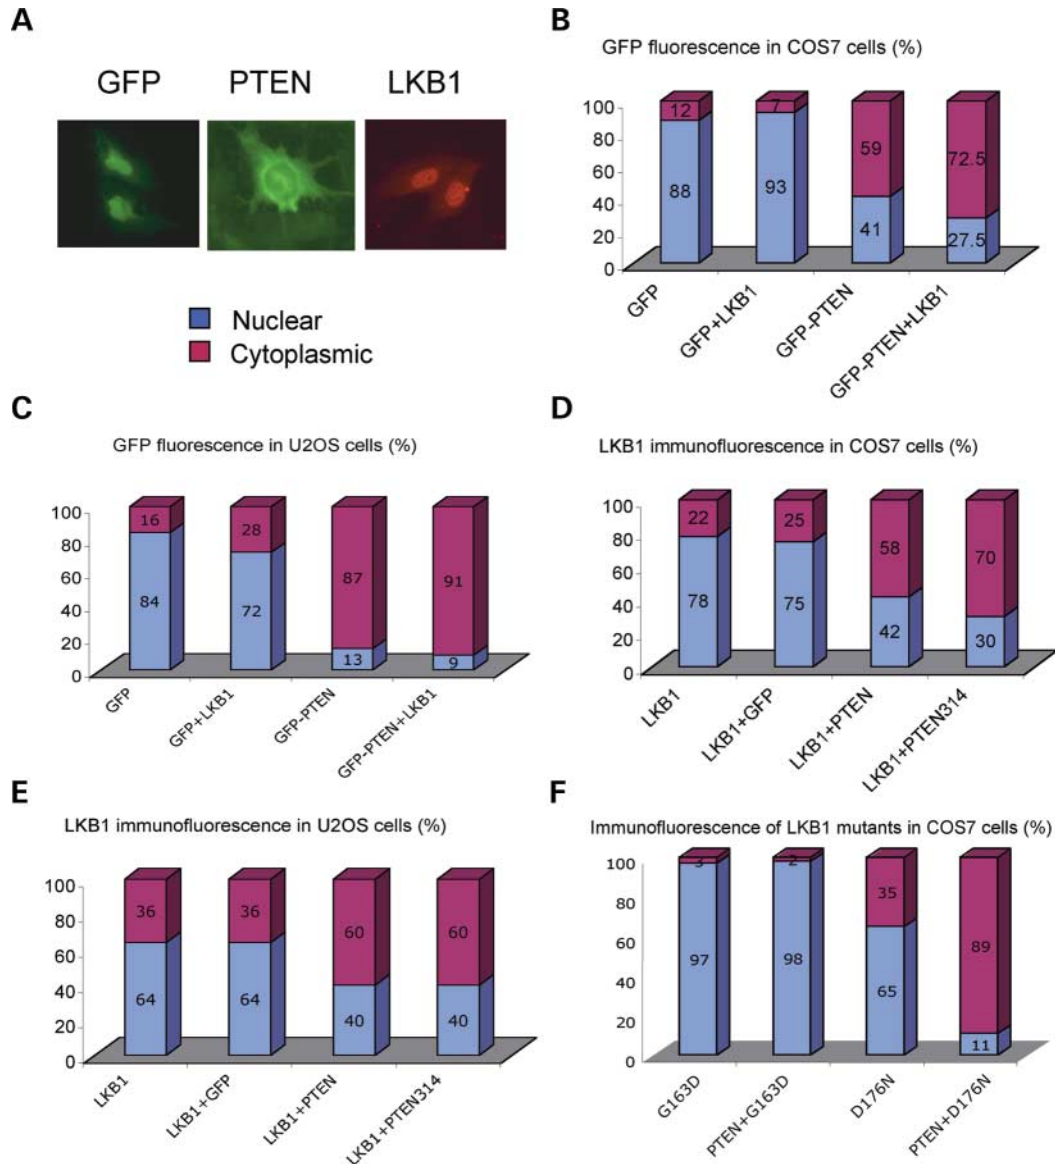 A
GFP PTEN LKB1
Nuclear
Cytoplasmic
B
GFP fluorescence in COS7 cells (%)
100
80
60
40
20
0
12 7 59 72.5
88 93 41 27.5
GFP
GFP+LKB1
GFP-PTEN
GFP-PTEN+LKB1
C
GFP fluorescence in U2OS cells (%)
100
80
60
40
20
0
16 28 87 91
84 72 13 9
GFP
GFP+LKB1
GFP-PTEN
GFP-PTEN+LKB1
D
LKB1 immunofluorescence in COS7 cells (%)
100
80
60
40
20
0
22 25 58 70
78 75 42 30
LKB1
LKB1+GFP
LKB1+PTEN
LKB1+PTEN314
E
LKB1 immunofluorescence in U2OS cells (%)
100
80
60
40
20
0
36 36 60 60
64 64 40 40
LKB1
LKB1+GFP
LKB1+PTEN
LKB1+PTEN314
F
Immunofluorescence of LKB1 mutants in COS7 cells (%)
100
80
60
40
20
0
3 2 35 89
97 98 65 11
G163D
PTEN+G163D
D176N
PTEN+D176N